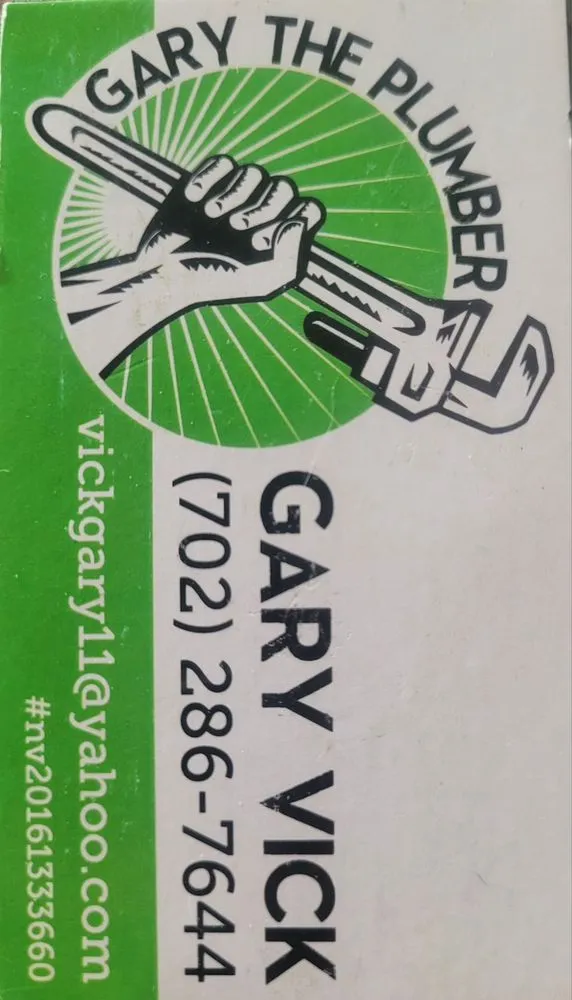 GARY THE PLUMBER
GARY VICK
(702) 286-7644
vickgary11@yahoo.com
#nv20161333660